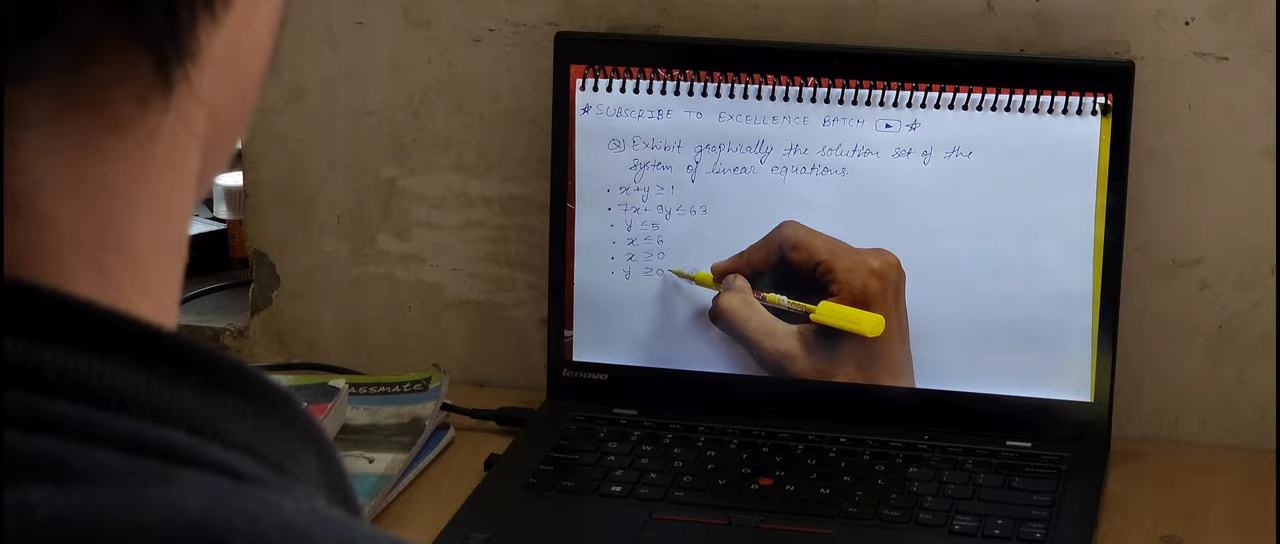 ☆ SUBSCRIBE TO EXCELLENCE BATCH ▶ ☆
Q) Exhibit graphically the solution set of the
system of linear equations.
• x+y ≥ 1
• 7x+ 9y ≤ 63
• y ≤ 5
• x ≤ 6
• x ≥ 0
• y ≥ 0
lenovo
ASSMATE
Q W E R T Y U I O P
A S D F G H J K L
Z X C V B N M